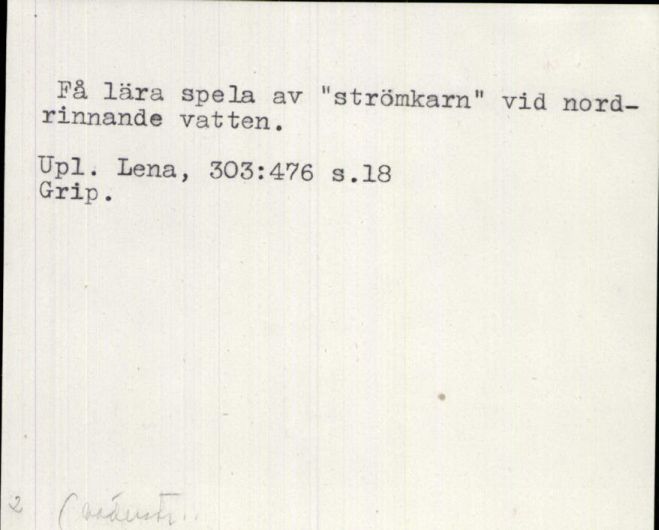 Få lära spela av "strömkarn" vid nord-
rinnande vatten.
Upl. Lena, 303:476 s.18
Grip.
2